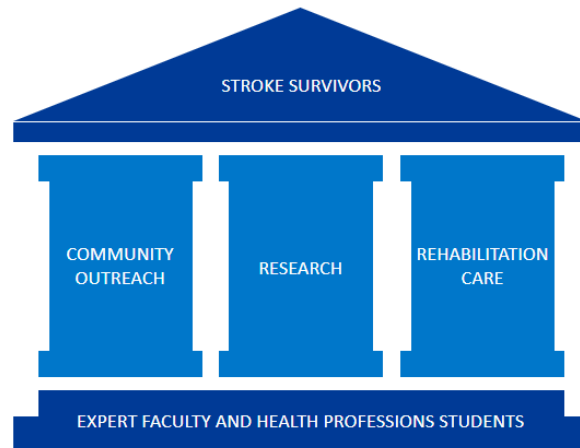 STROKE SURVIVORS
COMMUNITY
OUTREACH
RESEARCH
REHABILITATION
CARE
EXPERT FACULTY AND HEALTH PROFESSIONS STUDENTS